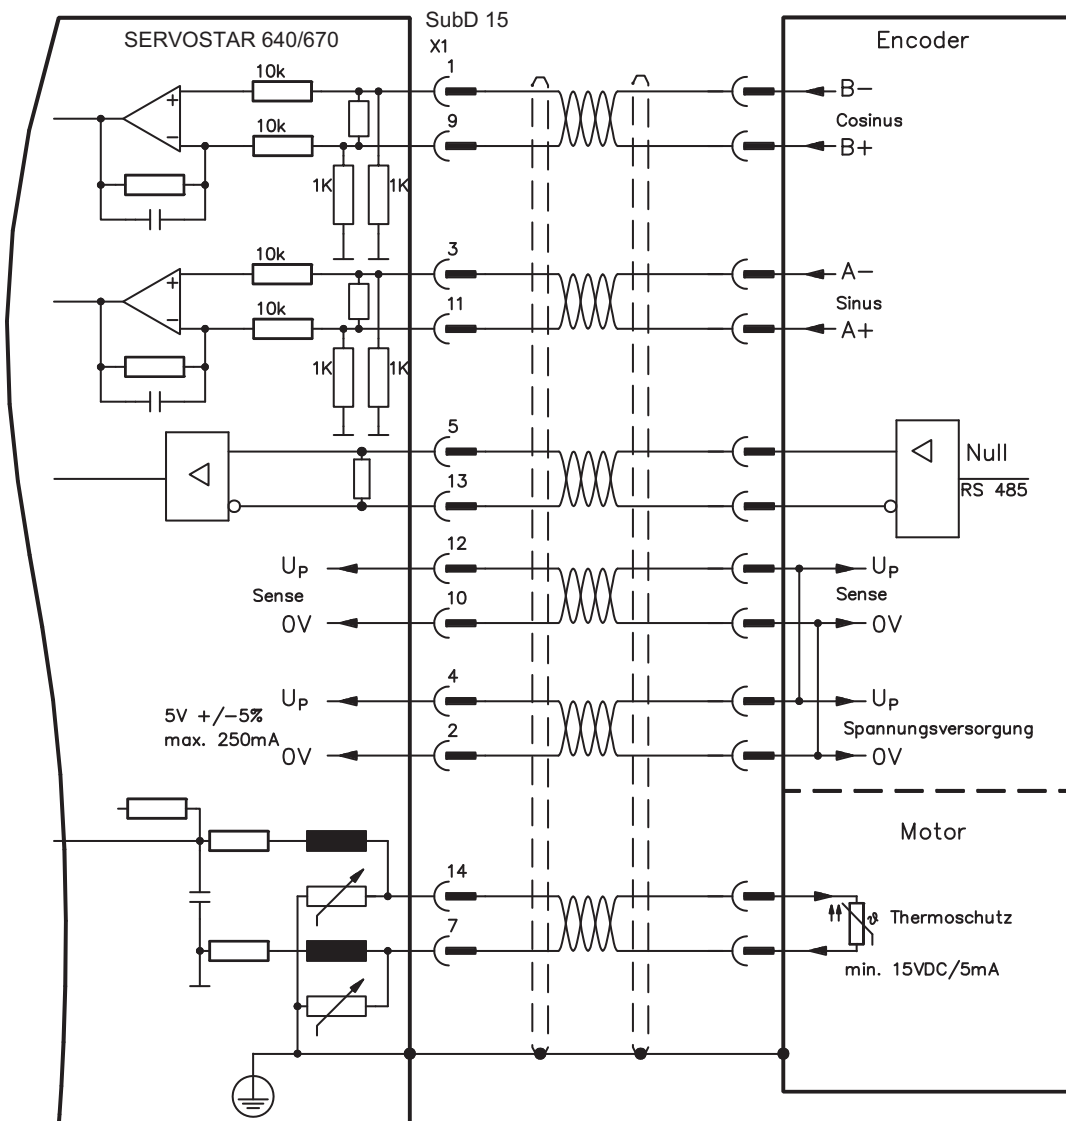 SubD 15
SERVOSTAR 640/670
X1
Encoder
10k
1
B-
10k
9
Cosinus
B+
1K
1K
10k
3
A-
10k
11
Sinus
A+
1K
1K
5
Null
13
RS 485
12
UP
UP
Sense
Sense
10
0V
0V
4
UP
UP
5V +/-5%
max. 250mA
Spannungsversorgung
2
0V
0V
Motor
14
7
ϑ Thermoschutz
min. 15VDC/5mA